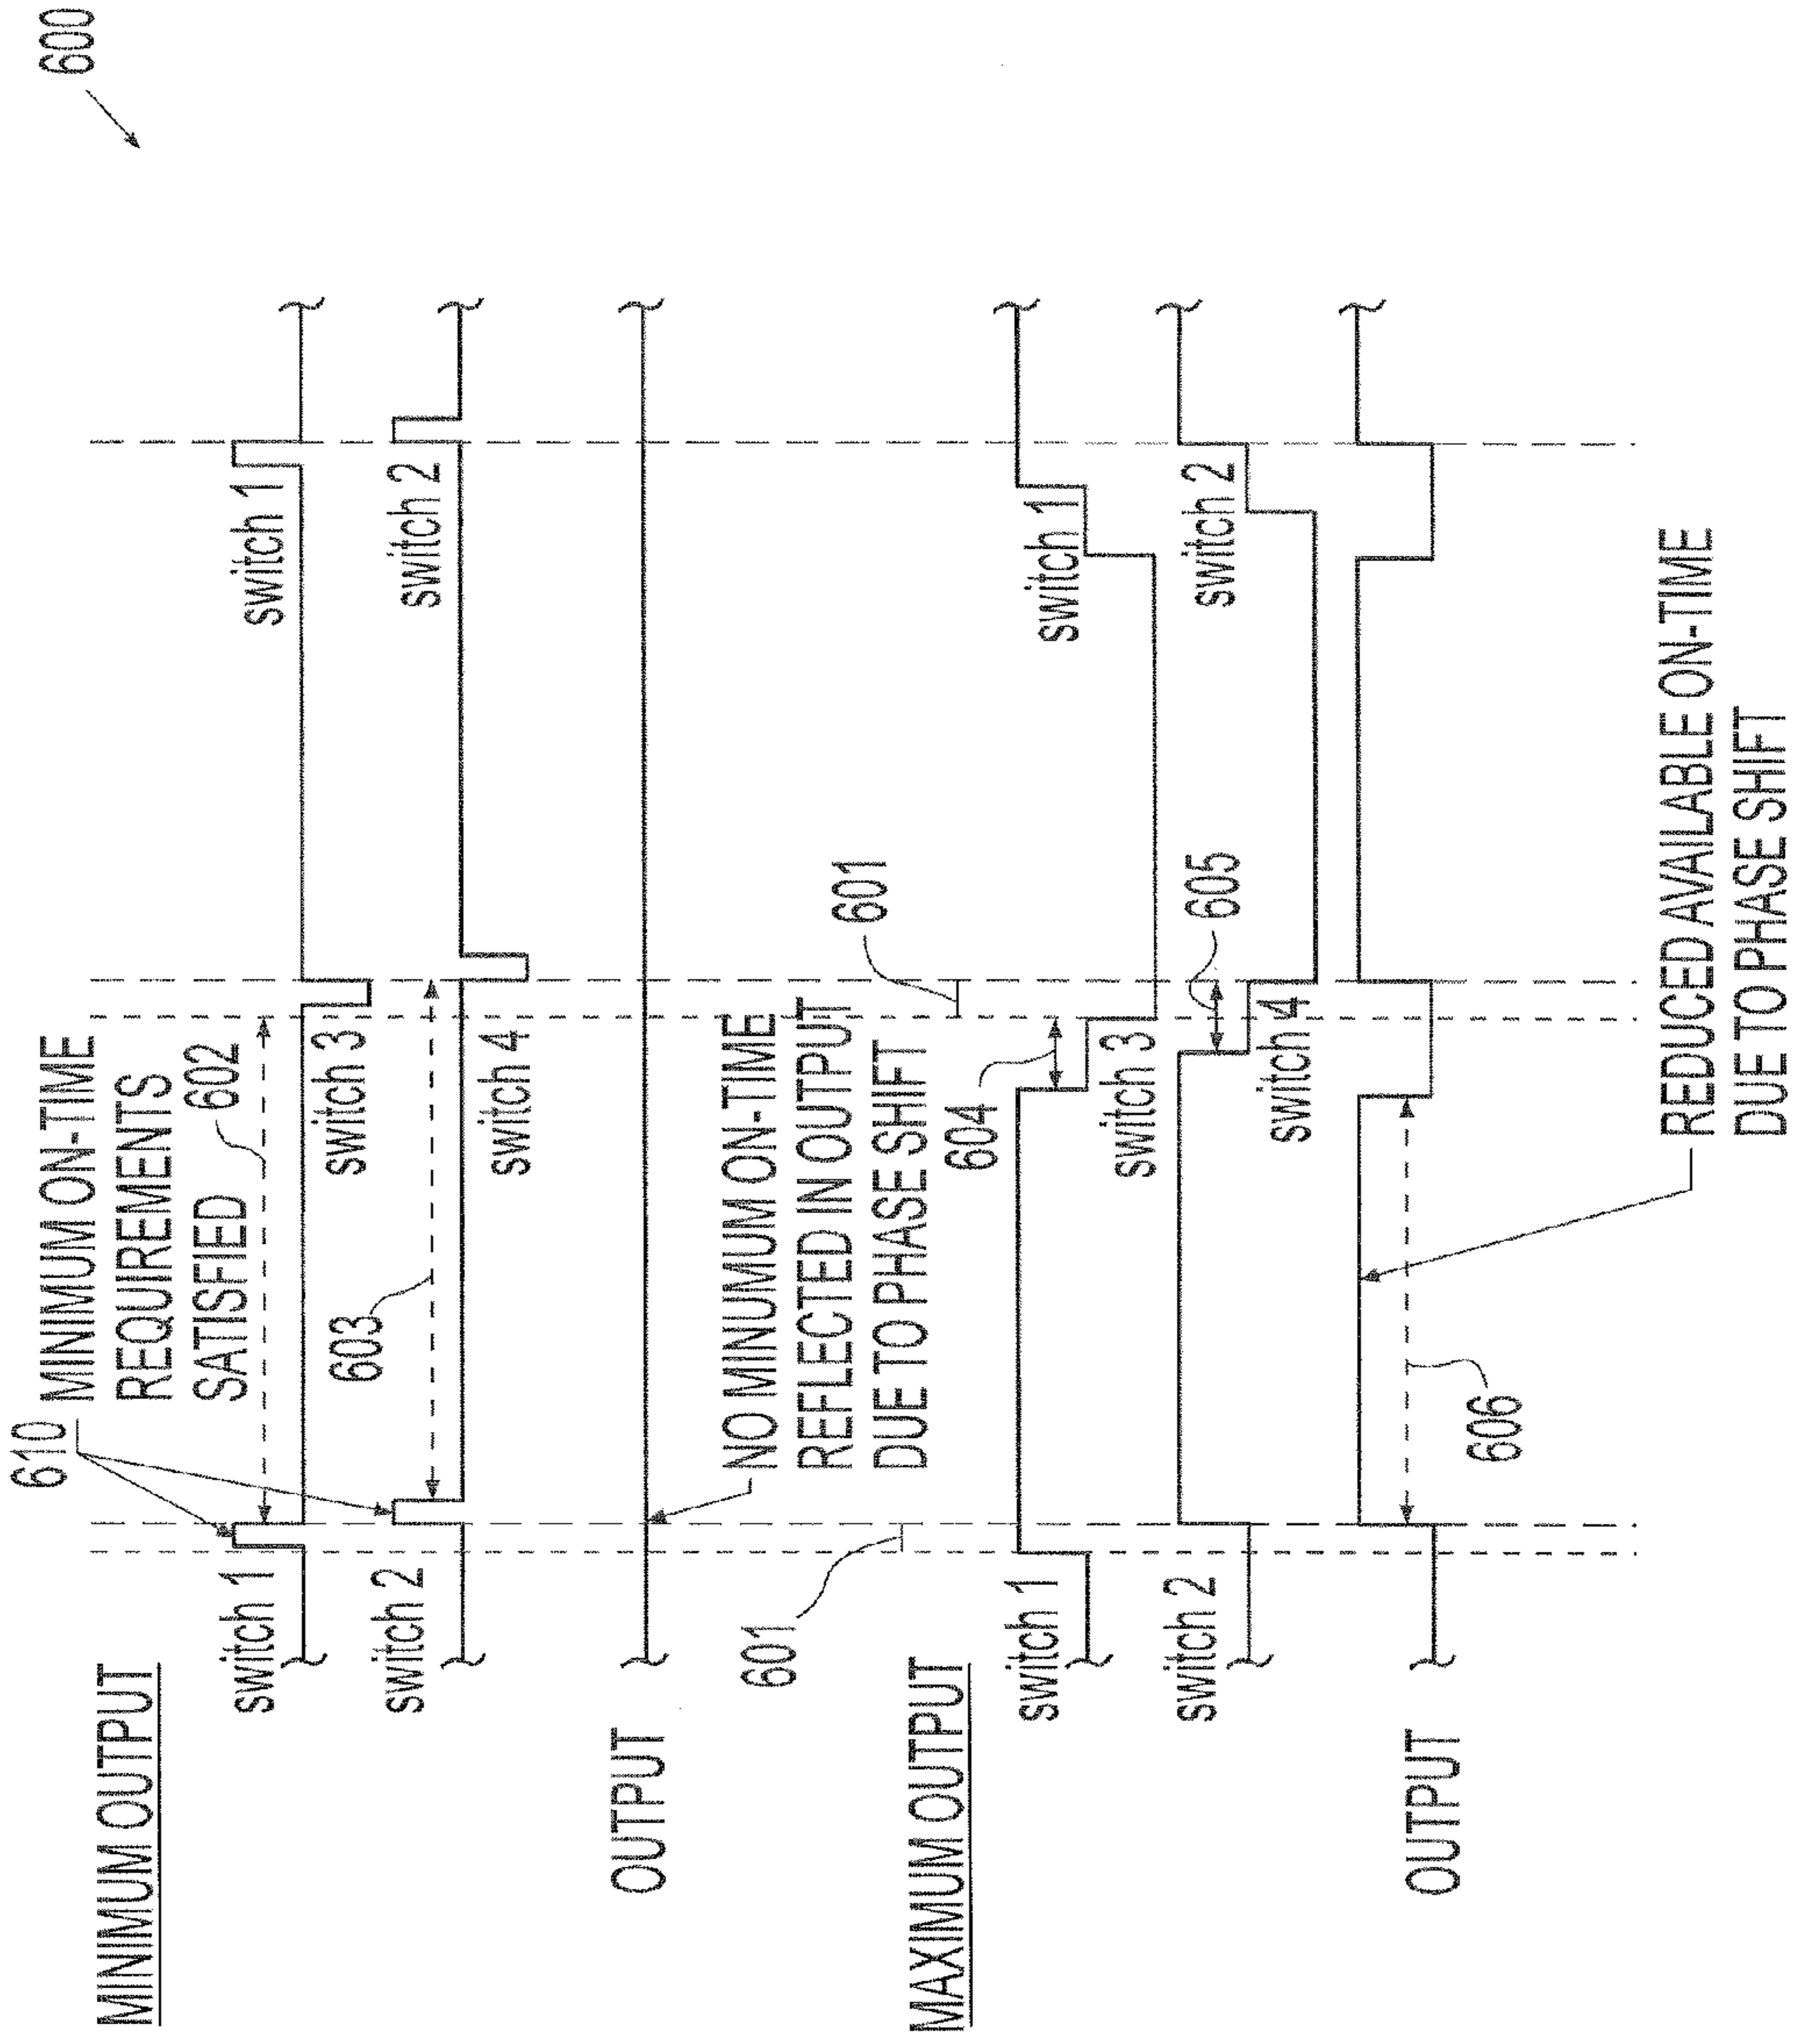 600
MINIMUM OUTPUT
610
MINIMUM ON-TIME
REQUIREMENTS
SATISFIED
602
switch 1
switch 3
switch 1
switch 2
603
switch 4
switch 2
OUTPUT
NO MINUMUM ON-TIME
REFLECTED IN OUTPUT
DUE TO PHASE SHIFT
601
601
MAXIMUM OUTPUT
switch 1
604
switch 3
switch 1
switch 2
605
switch 4
switch 2
OUTPUT
606
REDUCED AVAILABLE ON-TIME
DUE TO PHASE SHIFT